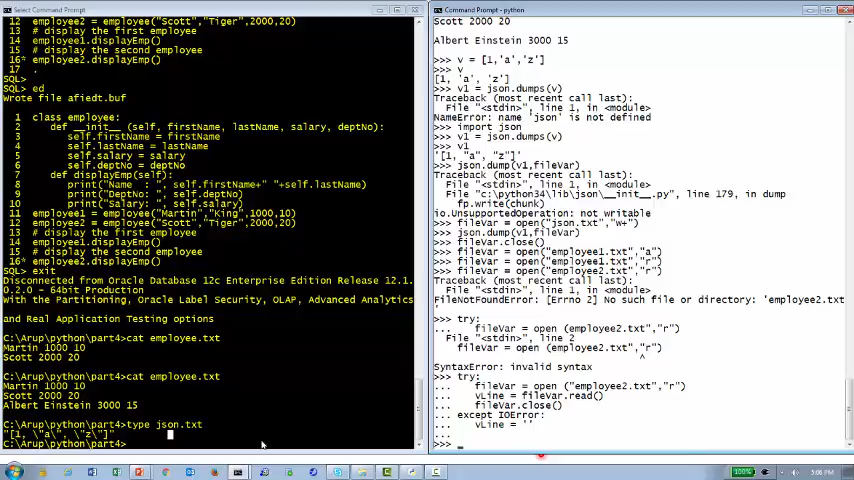 Select Command Prompt
12  employee2 = employee("Scott","Tiger",2000,20)
13  # display the first employee
14  employee1.displayEmp()
15  # display the second employee
16* employee2.displayEmp()
17  .
SQL>
SQL> ed
Wrote file afiedt.buf
1  class employee:
2     def __init__ (self, firstName, lastName, salary, deptNo):
3        self.firstName = firstName
4        self.lastName = lastName
5        self.salary = salary
6        self.deptNo = deptNo
7     def displayEmp(self):
8        print("Name  : ", self.firstName+" "+self.lastName)
9        print("DeptNo: ", self.deptNo)
10        print("Salary: ", self.salary)
11  employee1 = employee("Martin","King",1000,10)
12  employee2 = employee("Scott","Tiger",2000,20)
13  # display the first employee
14  employee1.displayEmp()
15  # display the second employee
16* employee2.displayEmp()
SQL> exit
Disconnected from Oracle Database 12c Enterprise Edition Release 12.1.
0.2.0 - 64bit Production
With the Partitioning, Oracle Label Security, OLAP, Advanced Analytics
and Real Application Testing options
C:\Arup\python\part4>cat employee.txt
Martin 1000 10
Scott 2000 20
C:\Arup\python\part4>cat employee.txt
Martin 1000 10
Scott 2000 20
Albert Einstein 3000 15
C:\Arup\python\part4>type json.txt
"[1, \"a\", \"z\"]"
C:\Arup\python\part4>
Command Prompt - python
Scott 2000 20
Albert Einstein 3000 15
>>> v = [1,'a','z']
>>> v
[1, 'a', 'z']
>>> v1 = json.dumps(v)
Traceback (most recent call last):
File "<stdin>", line 1, in <module>
NameError: name 'json' is not defined
>>> import json
>>> v1 = json.dumps(v)
>>> v1
'[1, "a", "z"]'
>>> json.dump(v1,fileVar)
Traceback (most recent call last):
File "<stdin>", line 1, in <module>
File "c:\python34\lib\json\__init__.py", line 179, in dump
fp.write(chunk)
io.UnsupportedOperation: not writable
>>> fileVar = open("json.txt","w+")
>>> json.dump(v1,fileVar)
>>> fileVar.close()
>>> fileVar = open("employee1.txt","a")
>>> fileVar = open("employee1.txt","r")
>>> fileVar = open("employee2.txt","r")
Traceback (most recent call last):
File "<stdin>", line 1, in <module>
FileNotFoundError: [Errno 2] No such file or directory: 'employee2.txt
'
>>> try:
...     fileVar = open (employee2.txt","r")
File "<stdin>", line 2
fileVar = open (employee2.txt","r")
^
SyntaxError: invalid syntax
>>> try:
...     fileVar = open ("employee2.txt","r")
...     vLine = fileVar.read()
...     fileVar.close()
... except IOError:
...     vLine = ''
...
>>> _
100%
5:06 PM